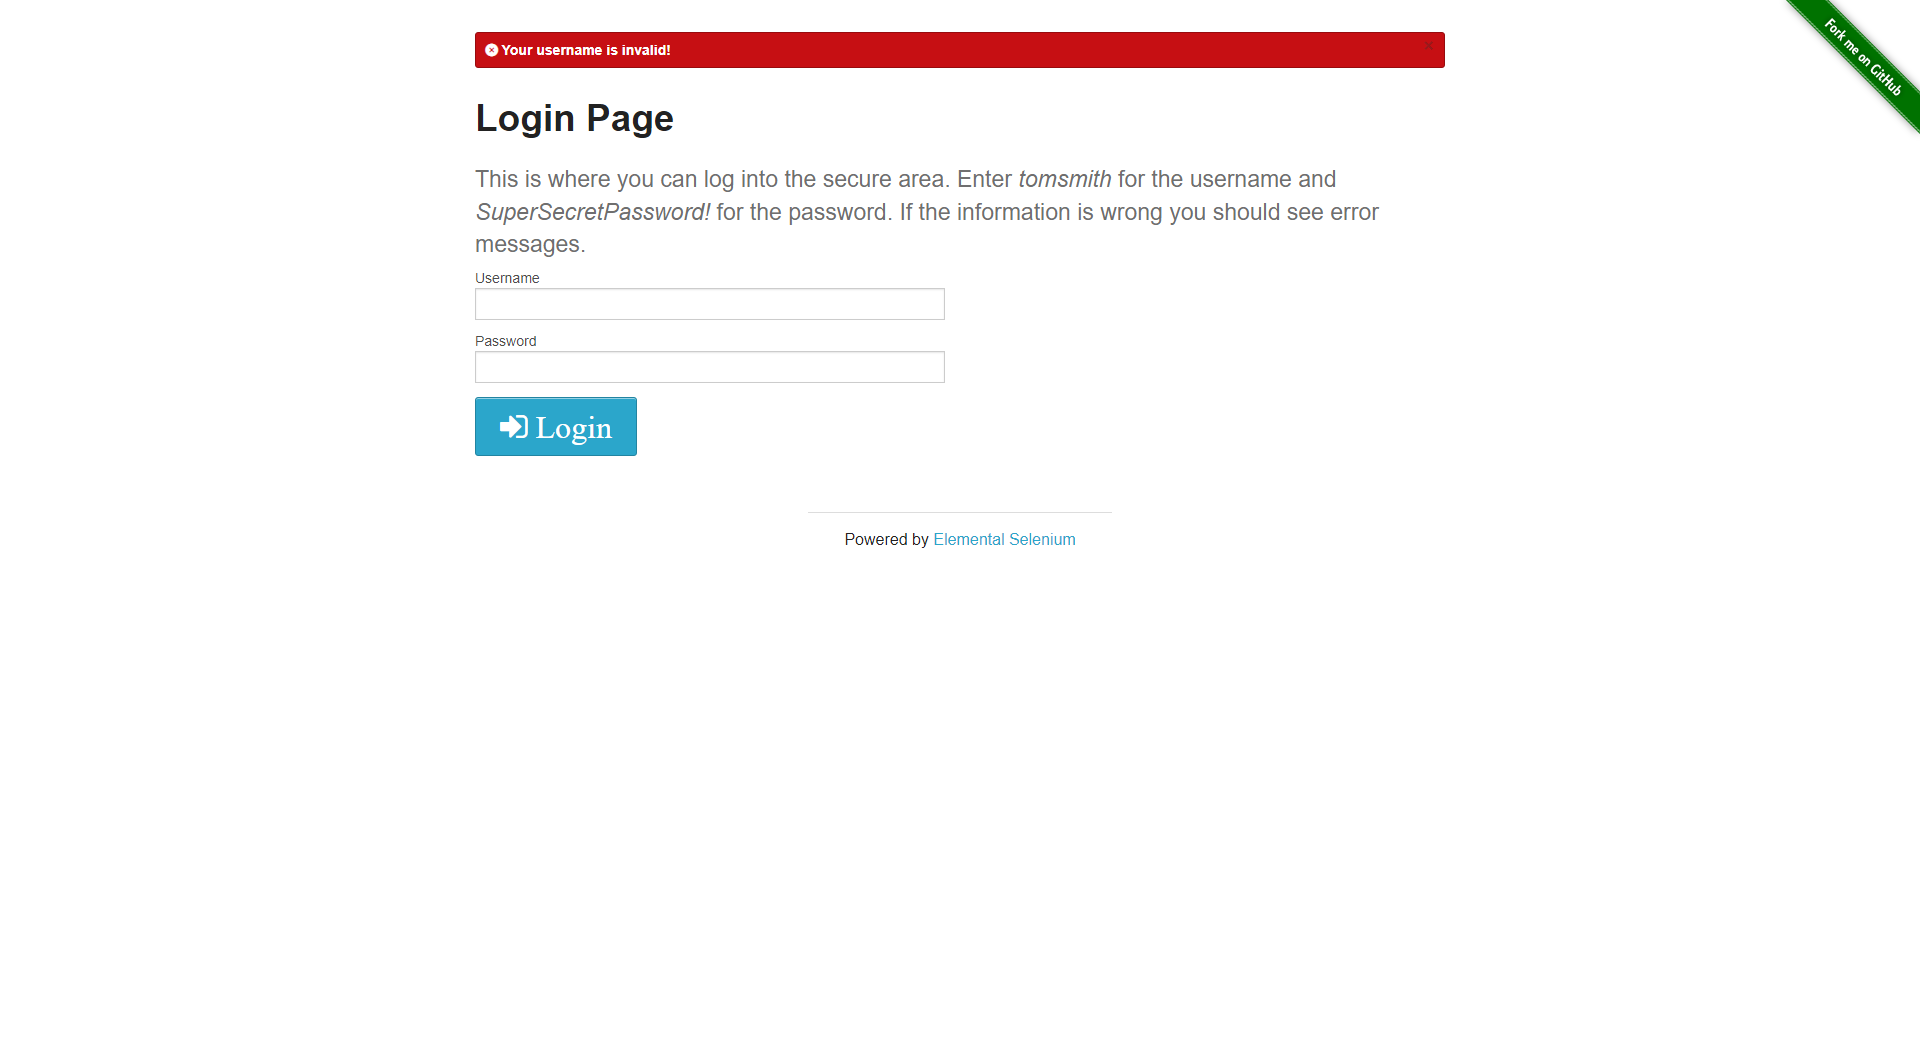 Your username is invalid!
×
Fork me on GitHub
Login Page
This is where you can log into the secure area. Enter tomsmith for the username and
SuperSecretPassword! for the password. If the information is wrong you should see error
messages.
Username
Password
Login
Powered by Elemental Selenium